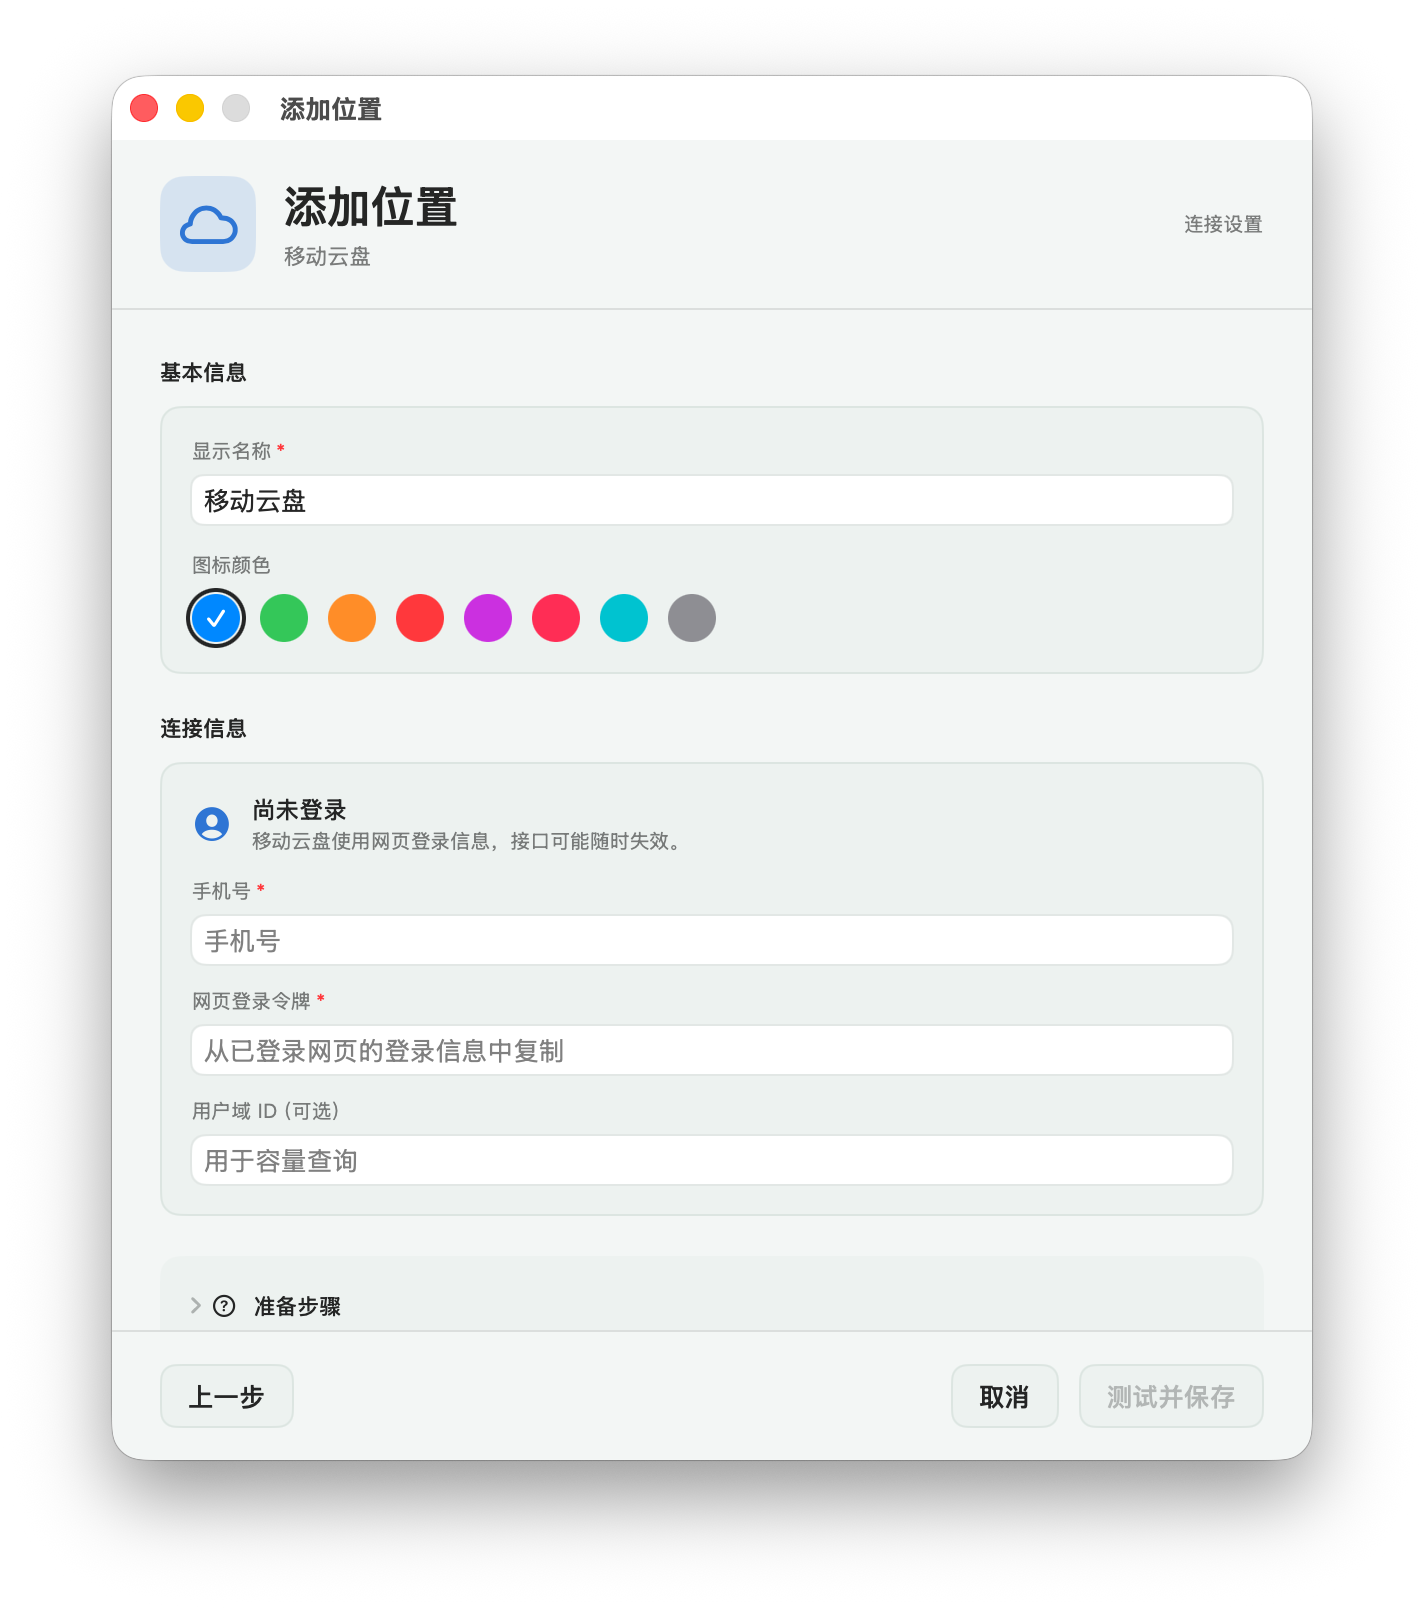 添加位置
添加位置
移动云盘
连接设置
基本信息
显示名称 *
移动云盘
图标颜色
连接信息
尚未登录
移动云盘使用网页登录信息，接口可能随时失效。
手机号 *
手机号
网页登录令牌 *
从已登录网页的登录信息中复制
用户域 ID (可选)
用于容量查询
准备步骤
上一步
取消
测试并保存